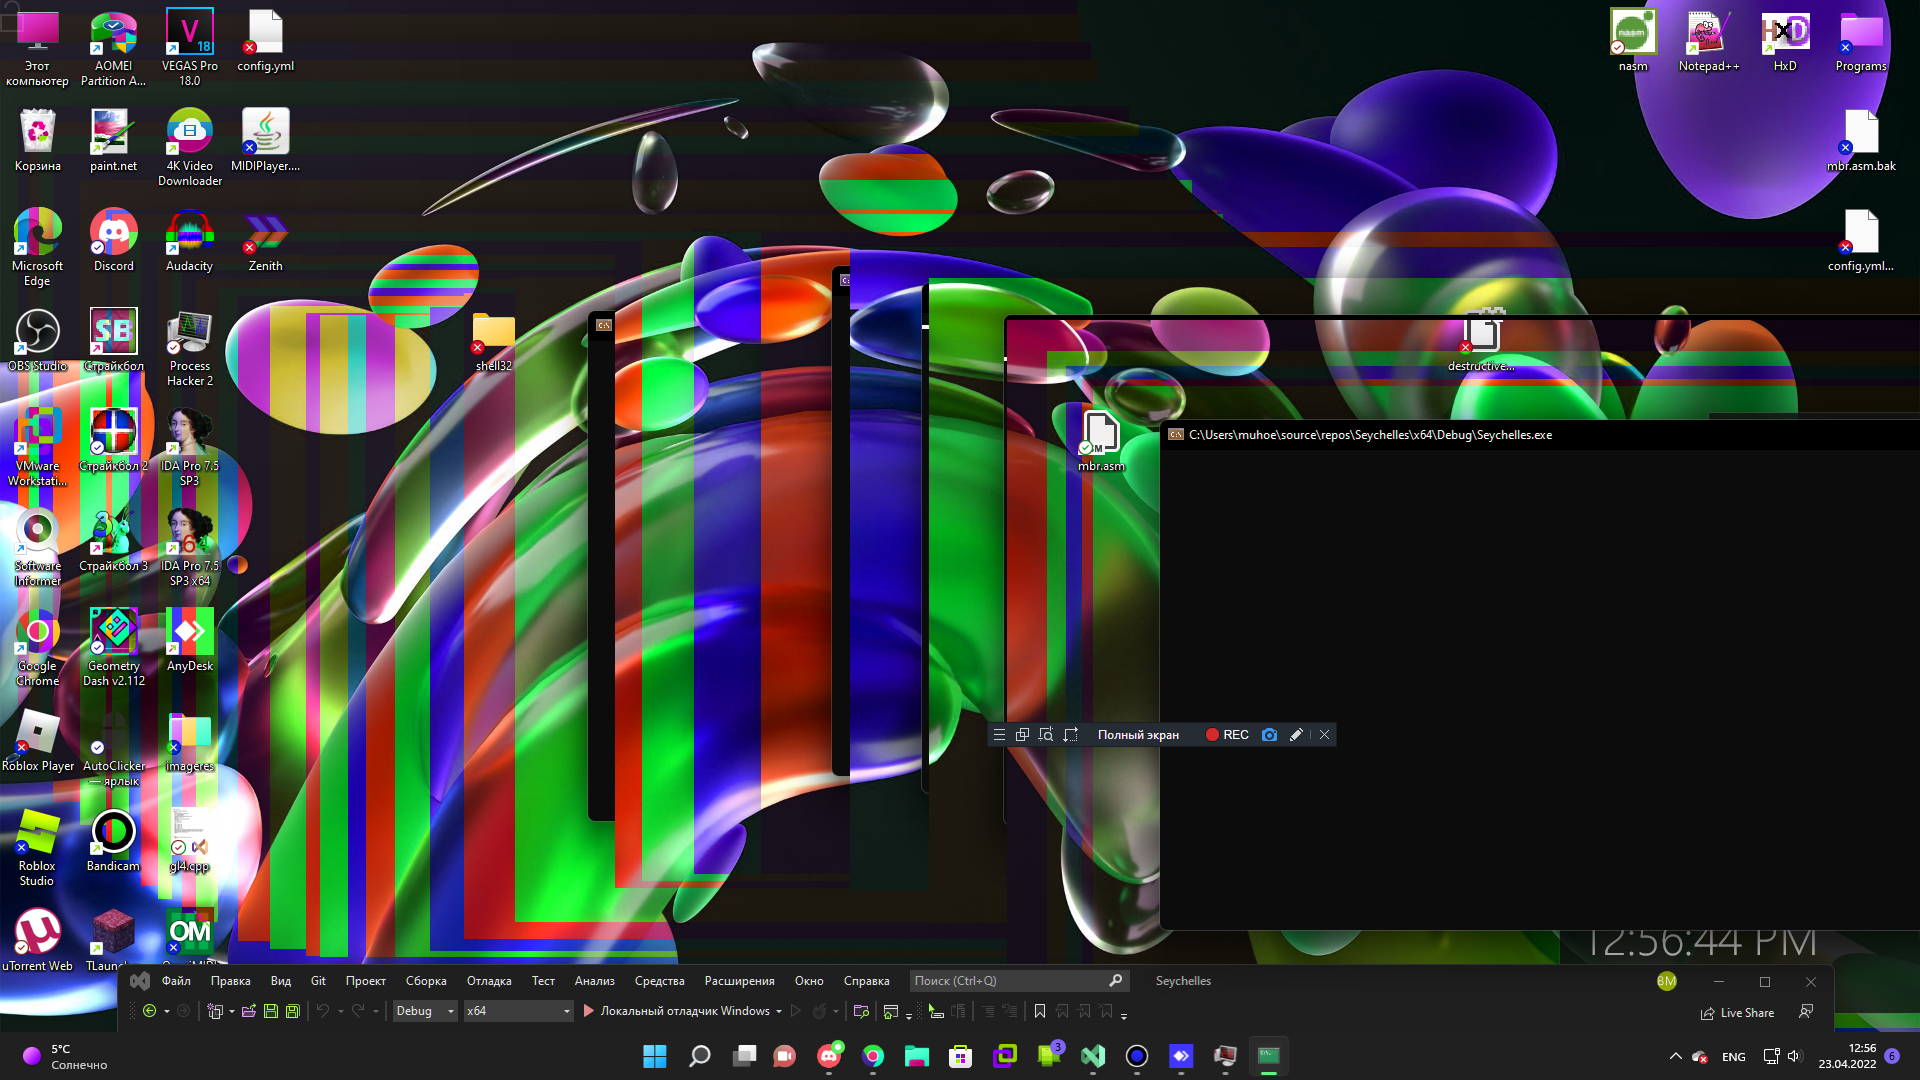 Этот
компьютер
AOMEI
Partition A...
VEGAS Pro
18.0
config.yml
nasm
Notepad++
HxD
Programs
Корзина
paint.net
4K Video
Downloader
MIDIPlayer....
mbr.asm.bak
Microsoft
Edge
Discord
Audacity
Zenith
config.yml...
OBS Studio
Страйкбол
Process
Hacker 2
shell32
destructive...
VMware
Workstati...
Страйкбол 2
IDA Pro 7.5
SP3
mbr.asm
C:\Users\muhoe\source\repos\Seychelles\x64\Debug\Seychelles.exe
Software
Informer
Страйкбол 3
IDA Pro 7.5
SP3 x64
Google
Chrome
Geometry
Dash v2.112
AnyDesk
Полный экран
REC
Roblox Player
AutoClicker
— ярлык
imageres
Roblox
Studio
Bandicam
gl4.cpp
OM
uTorrent Web
12:56:44 PM
Файл Правка Вид Git Проект Сборка Отладка Тест Анализ Средства Расширения Окно Справка Поиск (Ctrl+Q) Seychelles BM
Debug x64 Локальный отладчик Windows Live Share
5°C
Солнечно
3
ENG
12:56
23.04.2022
6